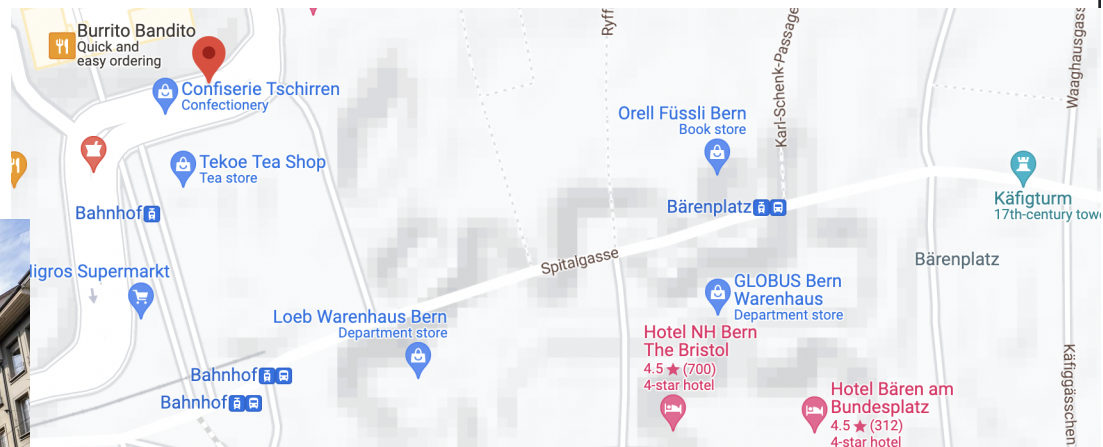 Burrito Bandito
Quick and
easy ordering
Confiserie Tschirren
Confectionery
Tekoe Tea Shop
Tea store
Bahnhof
ligros Supermarkt
Loeb Warenhaus Bern
Department store
Bahnhof
Bahnhof
Ryff
Karl-Schenk-Passage
Waaghausgass
Orell Füssli Bern
Book store
Bärenplatz
Käfigturm
17th-century towe
Spitalgasse
Bärenplatz
GLOBUS Bern
Warenhaus
Department store
Hotel NH Bern
The Bristol
4.5 ★ (700)
4-star hotel
Hotel Bären am
Bundesplatz
4.5 ★ (312)
4-star hotel
Käfiggässchen